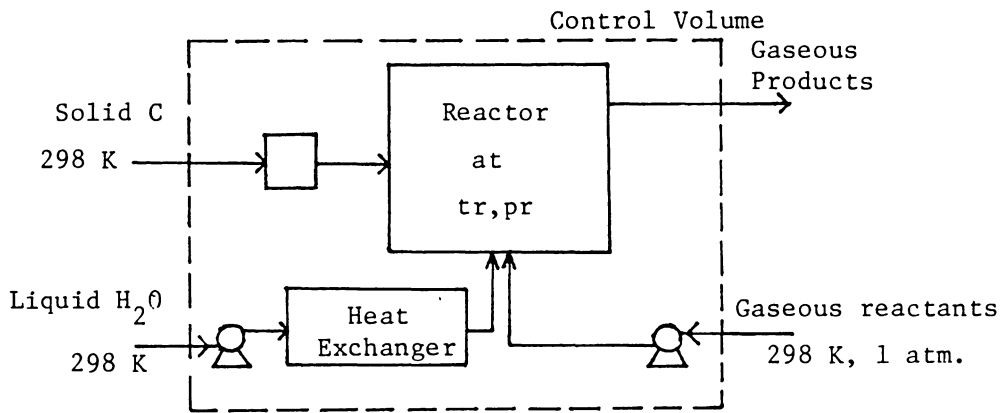 Control Volume
Gaseous
Products
Solid C
298 K
Reactor
at
tr,pr
Liquid H2O
298 K
Heat
Exchanger
Gaseous reactants
298 K, 1 atm.